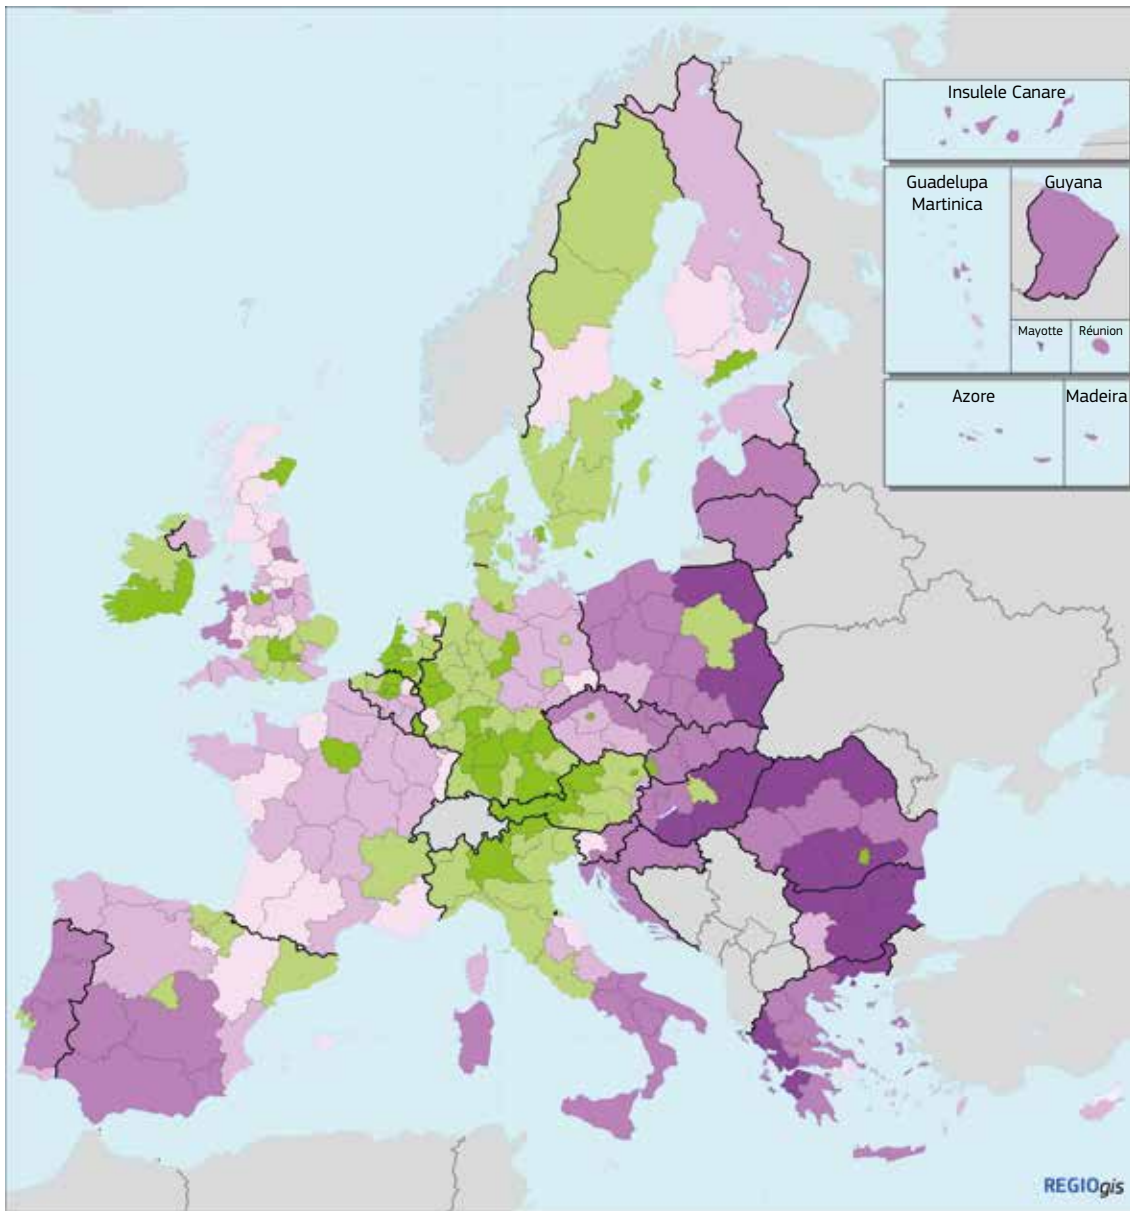 Insulele Canare
Guadelupa
Martinica
Guyana
Mayotte
Réunion
Azore
Madeira
REGIOgis